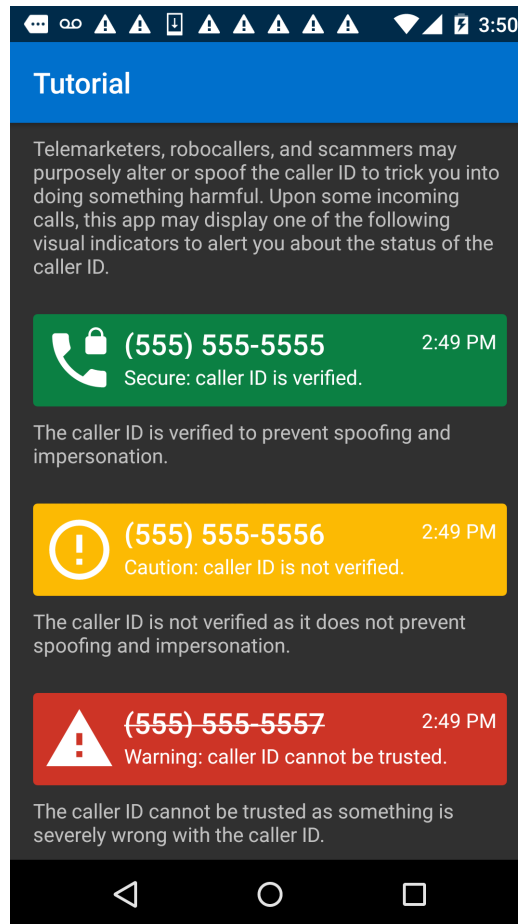 3:50
Tutorial
Telemarketers, robocallers, and scammers may
purposely alter or spoof the caller ID to trick you into
doing something harmful. Upon some incoming
calls, this app may display one of the following
visual indicators to alert you about the status of the
caller ID.
(555) 555-5555 2:49 PM
Secure: caller ID is verified.
The caller ID is verified to prevent spoofing and
impersonation.
(555) 555-5556 2:49 PM
Caution: caller ID is not verified.
The caller ID is not verified as it does not prevent
spoofing and impersonation.
(555) 555-5557 2:49 PM
Warning: caller ID cannot be trusted.
The caller ID cannot be trusted as something is
severely wrong with the caller ID.